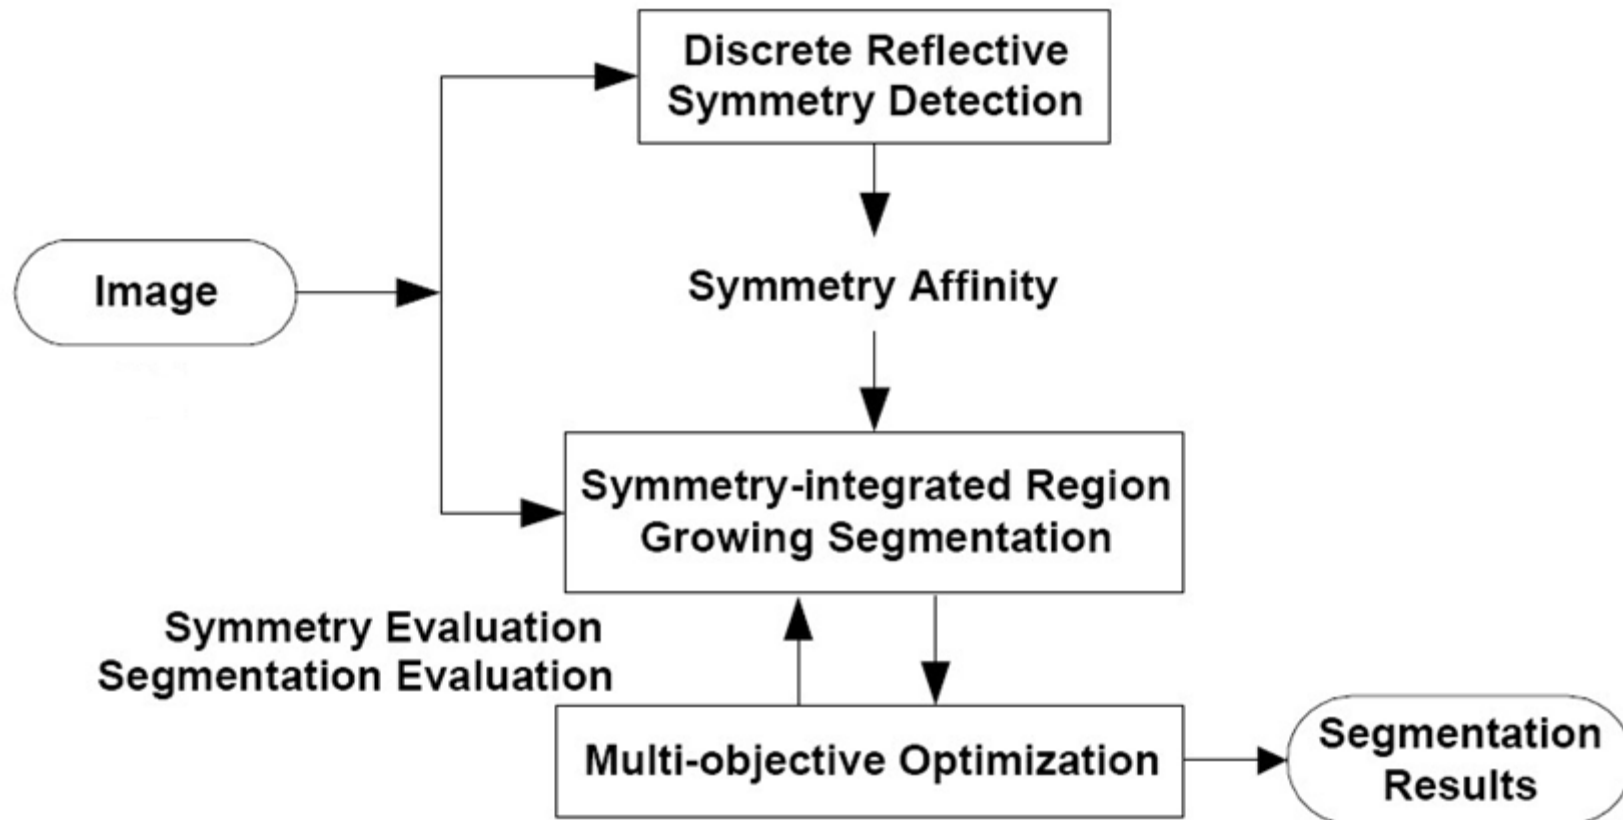 Discrete Reflective
Symmetry Detection
Image
Symmetry Affinity
Symmetry-integrated Region
Growing Segmentation
Symmetry Evaluation
Segmentation Evaluation
Multi-objective Optimization
Segmentation
Results